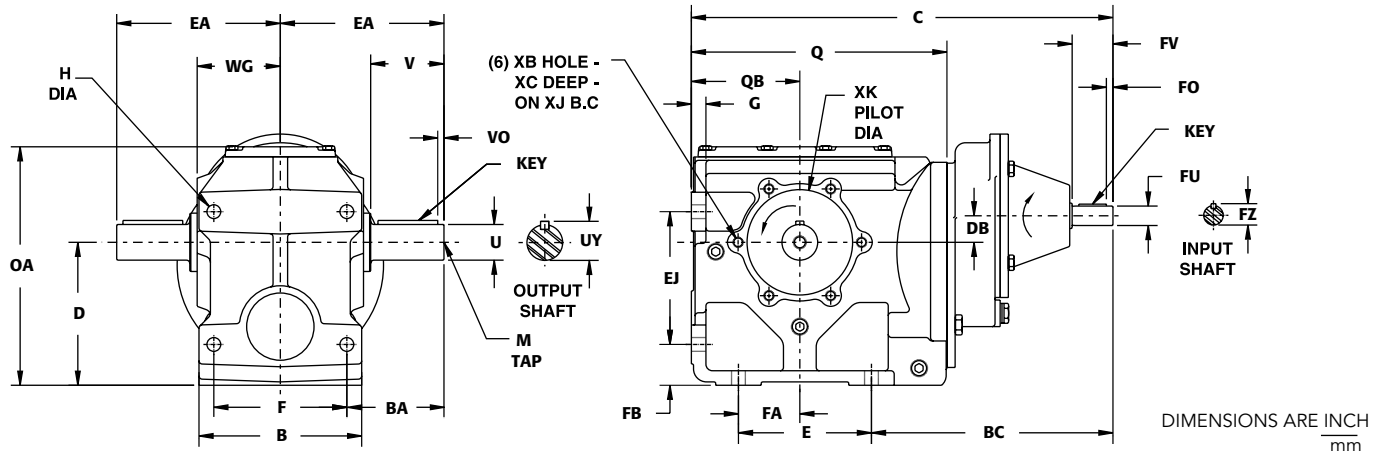 EA
EA
C
WG
V
Q
FV
H
DIA
(6) XB HOLE -
XC DEEP -
ON XJ B.C
QB
G
XK
PILOT
DIA
FO
VO
KEY
KEY
FU
FZ
DB
INPUT
SHAFT
OA
D
U
UY
OUTPUT
SHAFT
M
TAP
EJ
F
BA
B
FB
FA
E
BC
DIMENSIONS ARE INCH
mm